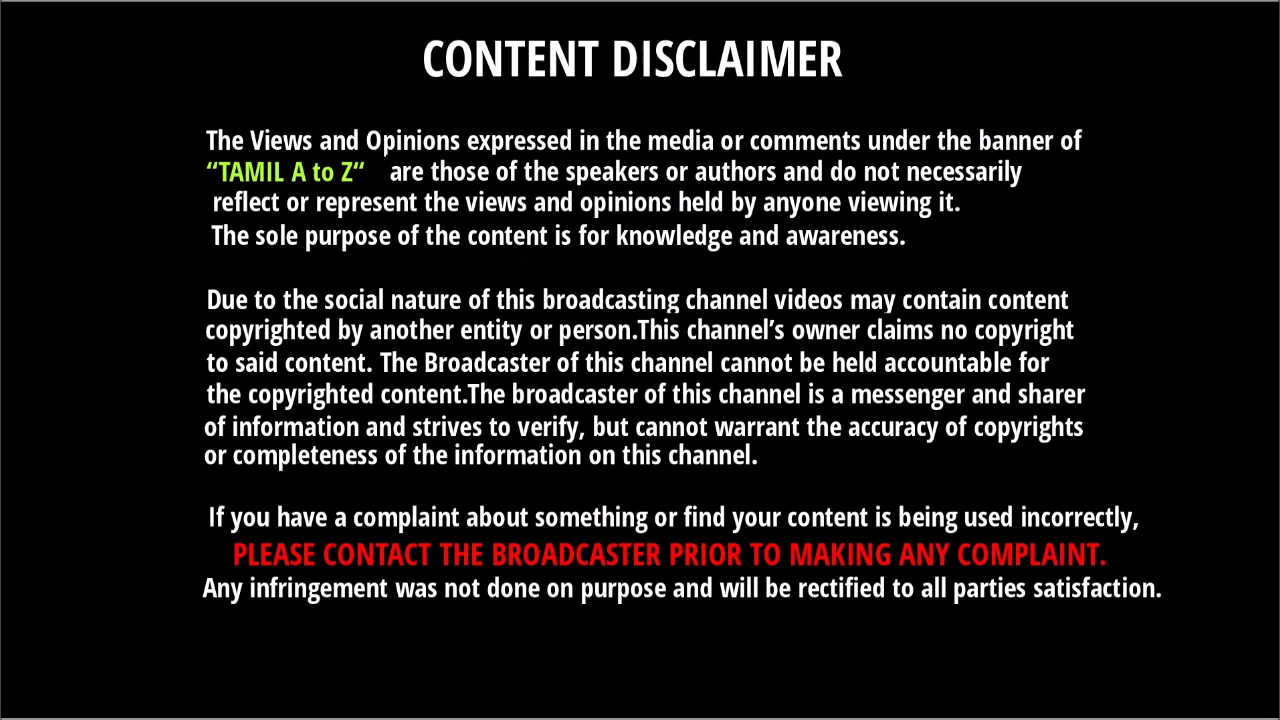 CONTENT DISCLAIMER
The Views and Opinions expressed in the media or comments under the banner of
“TAMIL A to Z“ are those of the speakers or authors and do not necessarily
reflect or represent the views and opinions held by anyone viewing it.
The sole purpose of the content is for knowledge and awareness.
Due to the social nature of this broadcasting channel videos may contain content
copyrighted by another entity or person.This channel’s owner claims no copyright
to said content. The Broadcaster of this channel cannot be held accountable for
the copyrighted content.The broadcaster of this channel is a messenger and sharer
of information and strives to verify, but cannot warrant the accuracy of copyrights
or completeness of the information on this channel.
If you have a complaint about something or find your content is being used incorrectly,
PLEASE CONTACT THE BROADCASTER PRIOR TO MAKING ANY COMPLAINT.
Any infringement was not done on purpose and will be rectified to all parties satisfaction.